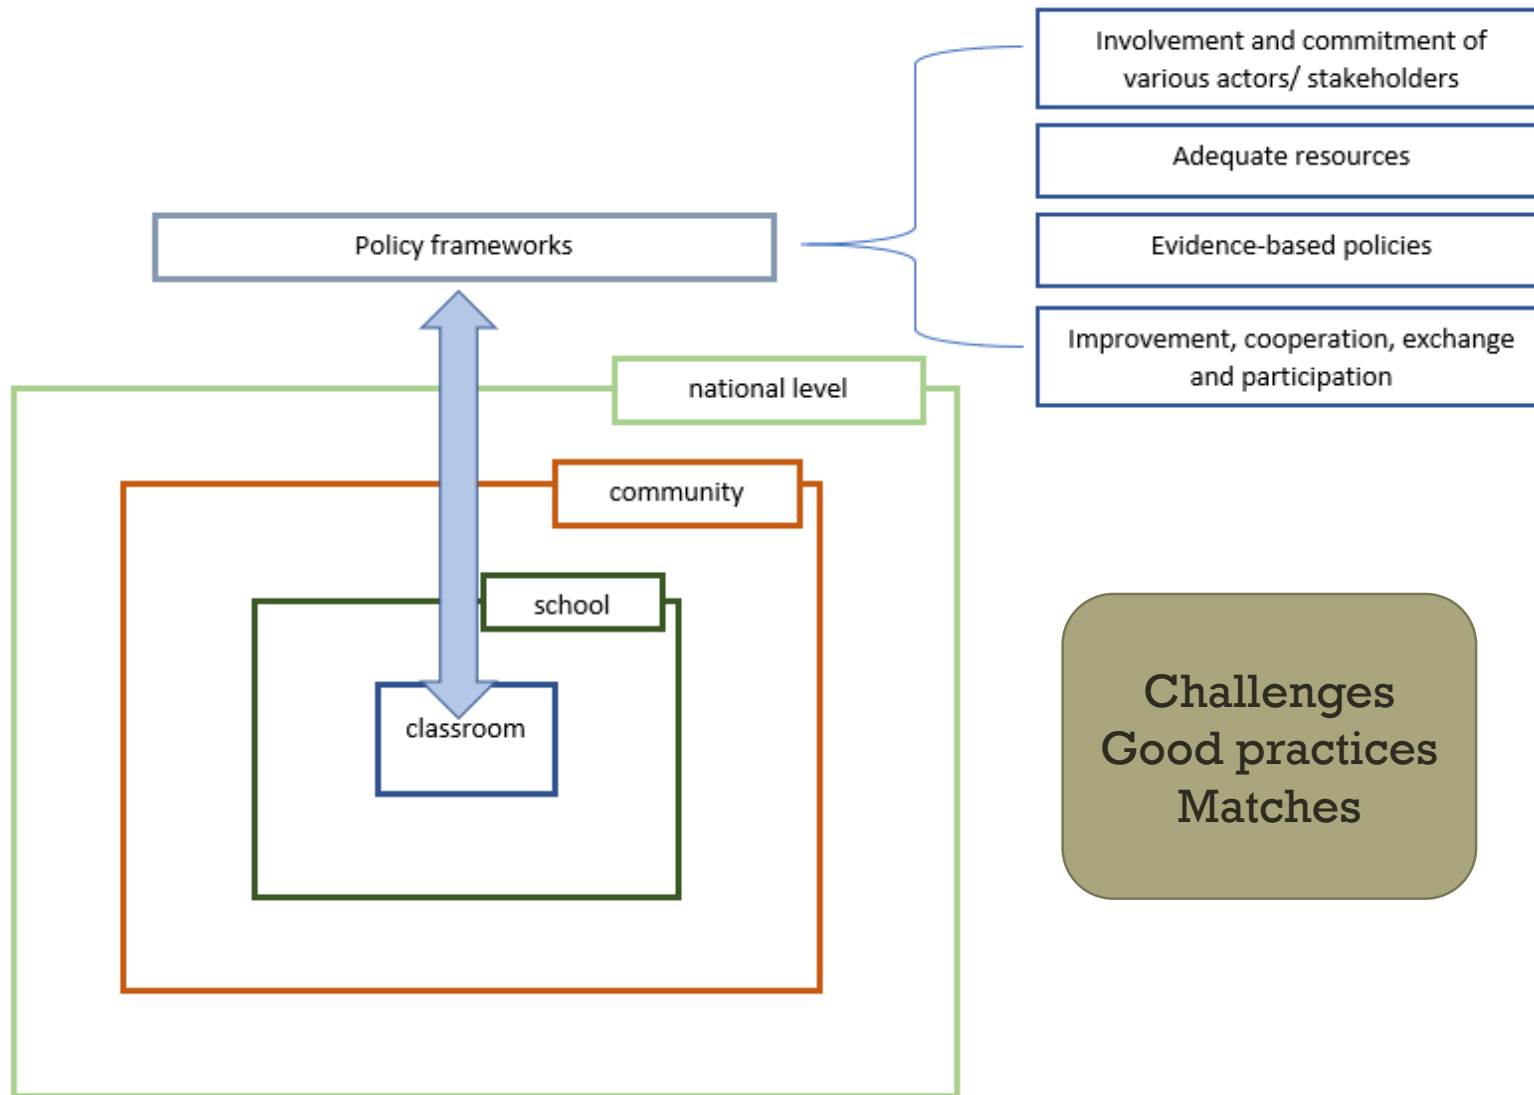 Involvement and commitment of
various actors/ stakeholders
Adequate resources
Policy frameworks
Evidence-based policies
Improvement, cooperation, exchange
and participation
national level
community
school
classroom
Challenges
Good practices
Matches